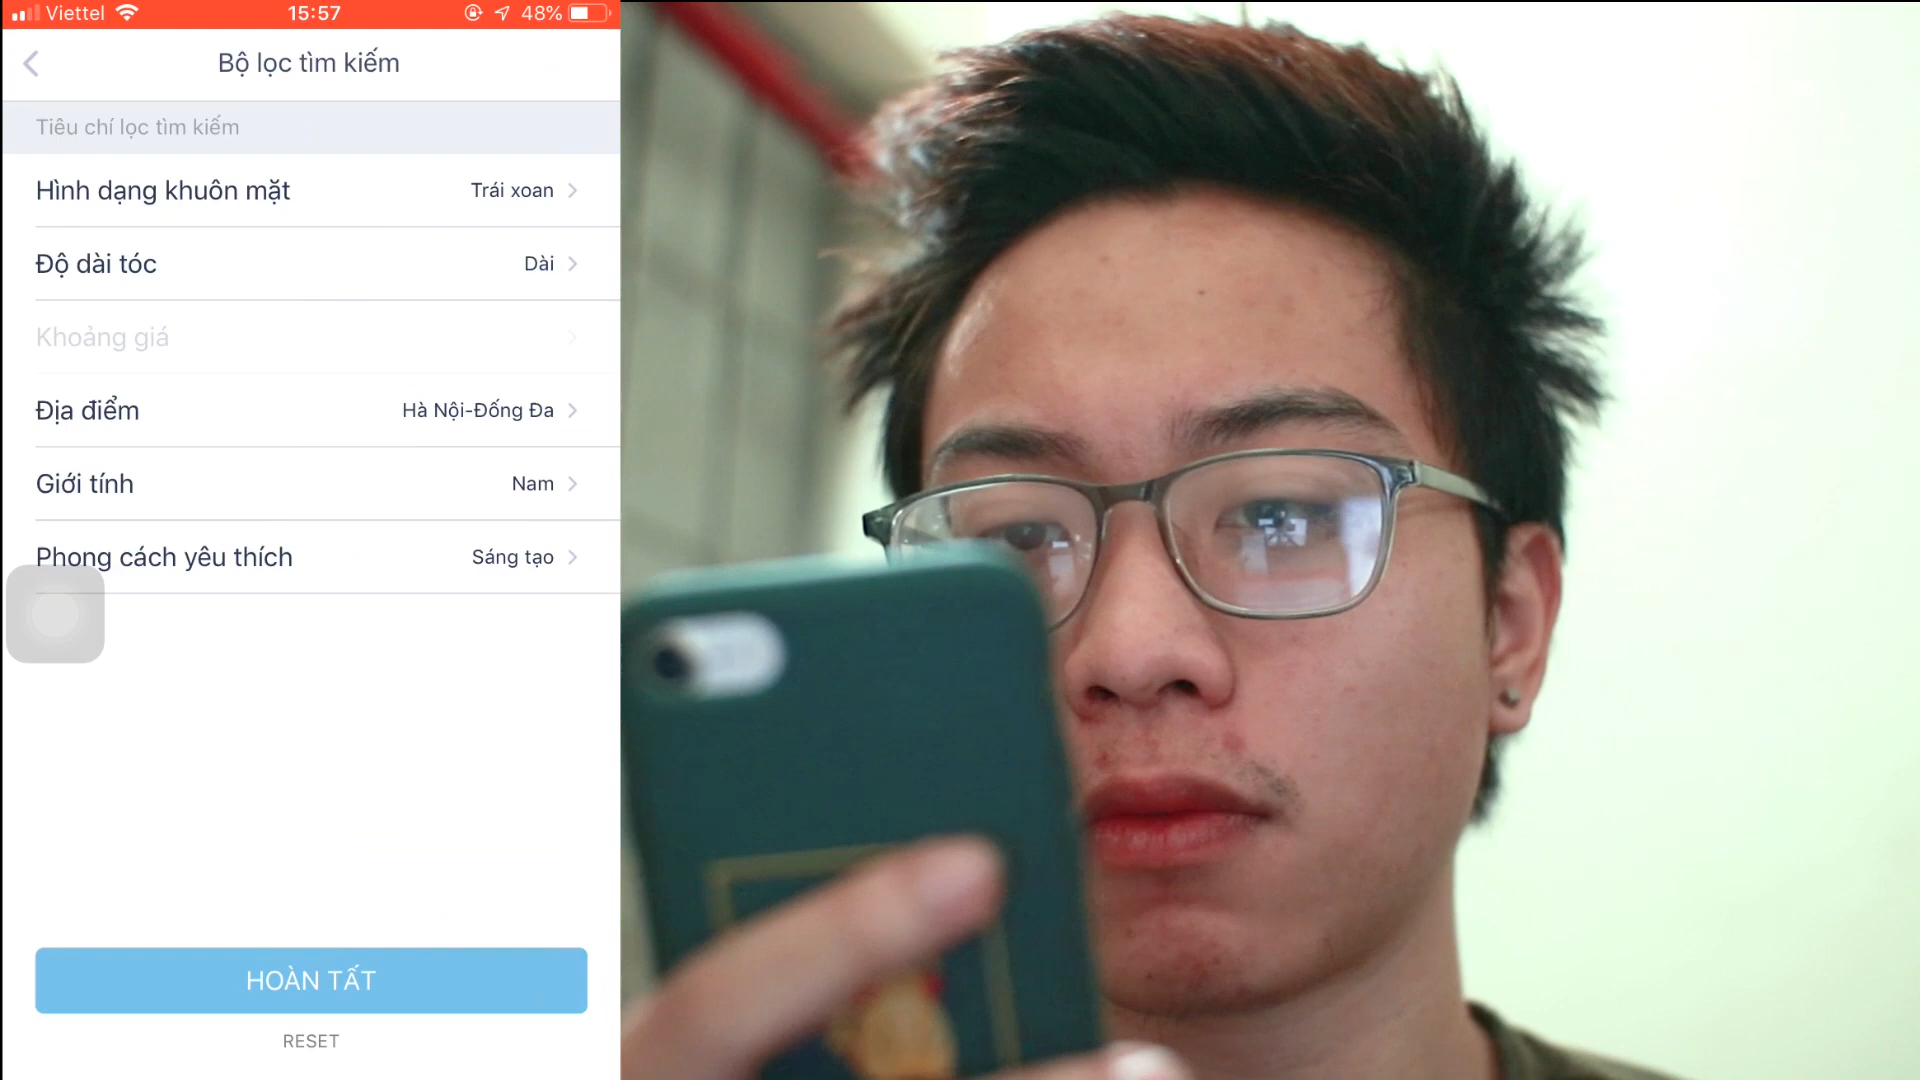 Viettel 15:57 48%
Bộ lọc tìm kiếm
Tiêu chí lọc tìm kiếm
Hình dạng khuôn mặt Trái xoan
Độ dài tóc Dài
Khoảng giá
Địa điểm Hà Nội-Đống Đa
Giới tính Nam
Phong cách yêu thích Sáng tạo
HOÀN TẤT
RESET